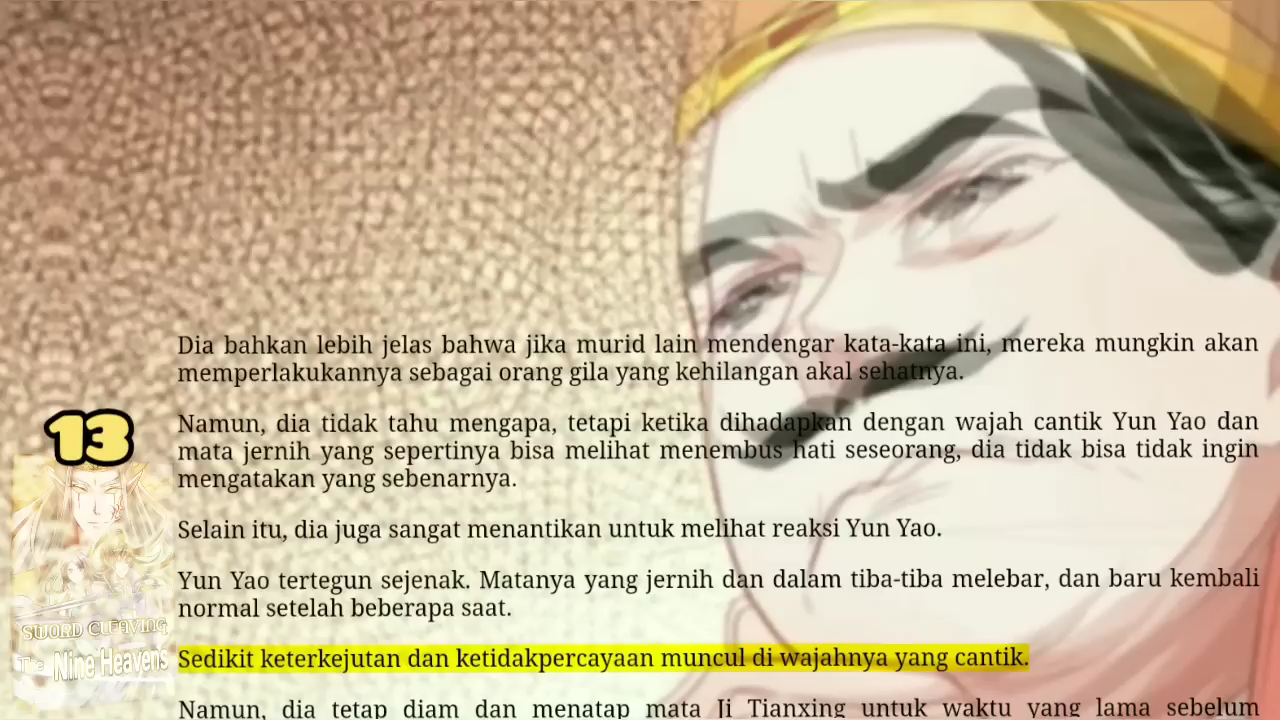 Dia bahkan lebih jelas bahwa jika murid lain mendengar kata-kata ini, mereka mungkin akan
memperlakukannya sebagai orang gila yang kehilangan akal sehatnya.
Namun, dia tidak tahu mengapa, tetapi ketika dihadapkan dengan wajah cantik Yun Yao dan
mata jernih yang sepertinya bisa melihat menembus hati seseorang, dia tidak bisa tidak ingin
mengatakan yang sebenarnya.
Selain itu, dia juga sangat menantikan untuk melihat reaksi Yun Yao.
Yun Yao tertegun sejenak. Matanya yang jernih dan dalam tiba-tiba melebar, dan baru kembali
normal setelah beberapa saat.
Sedikit keterkejutan dan ketidakpercayaan muncul di wajahnya yang cantik.
Namun, dia tetap diam dan menatap mata Ji Tianxing untuk waktu yang lama sebelum
13
SWORD CLEAVING
The Nine Heavens